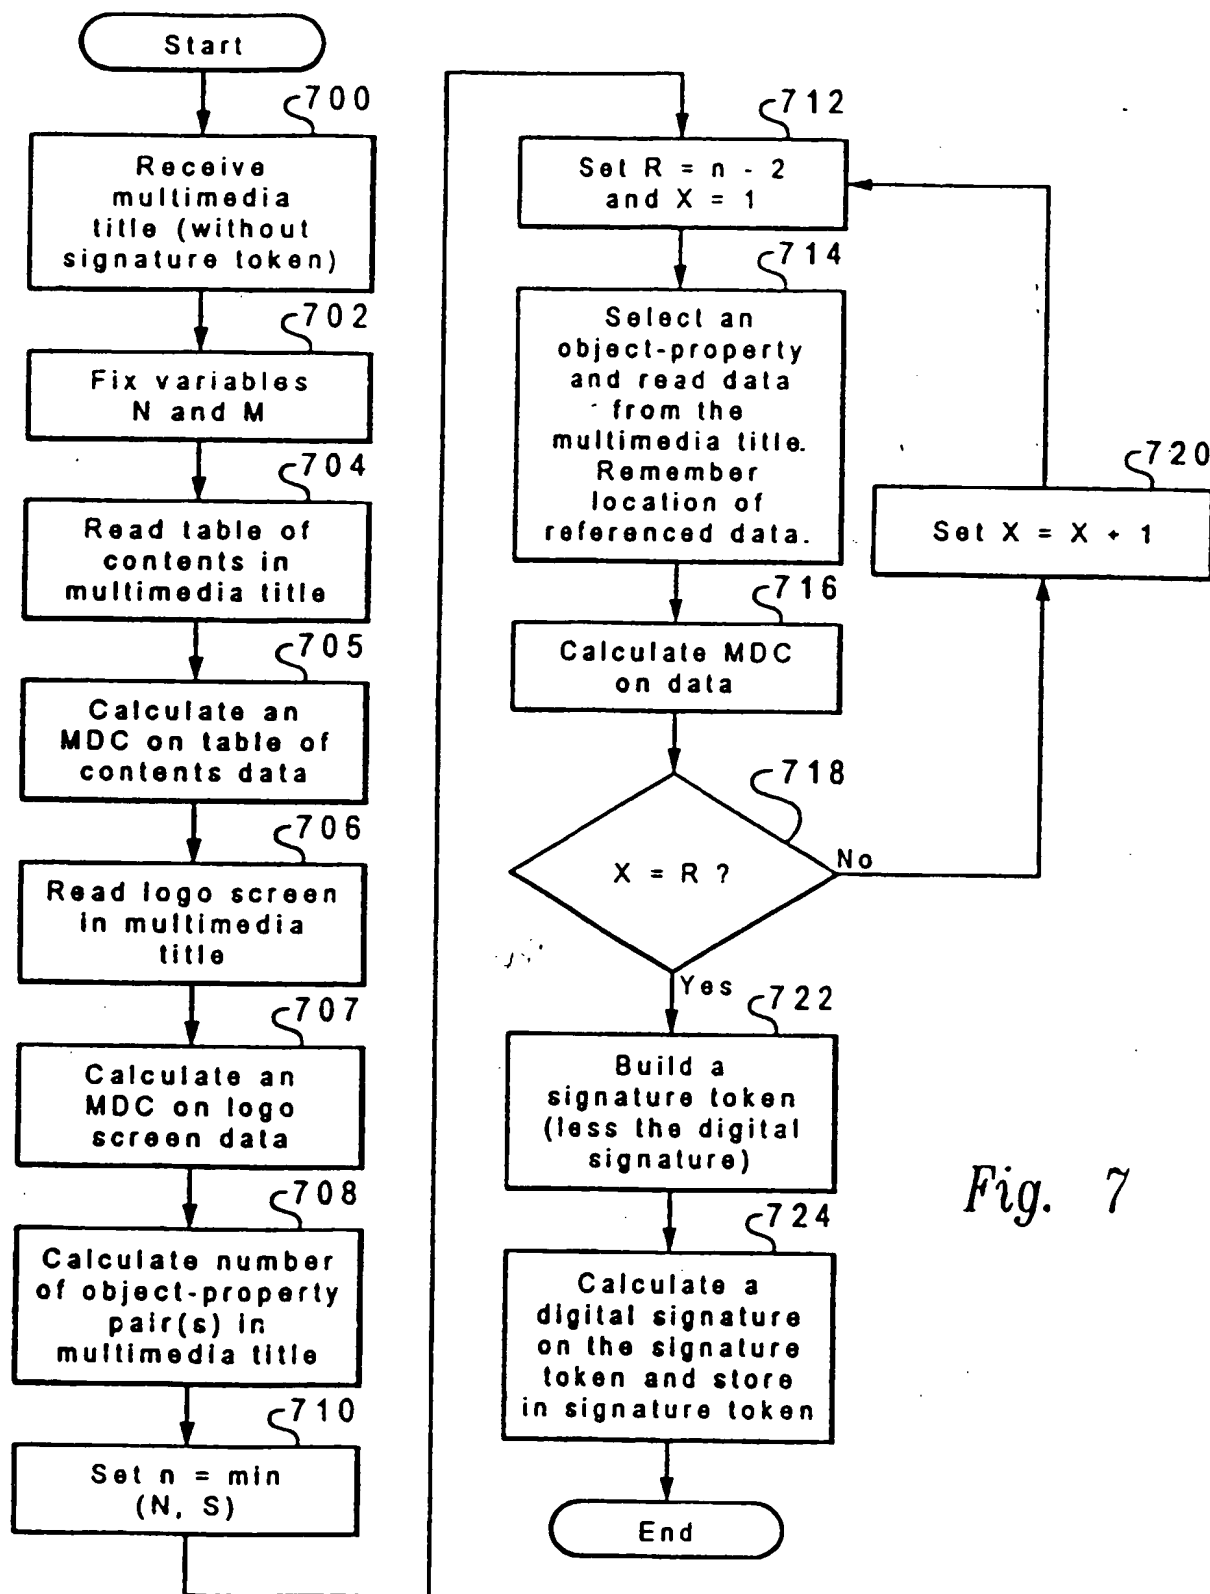 Start
700
Receive
multimedia
title (without
signature token)
702
Fix variables
N and M
704
Read table of
contents in
multimedia title
705
Calculate an
MDC on table of
contents data
706
Read logo screen
in multimedia
title
707
Calculate an
MDC on logo
screen data
708
Calculate number
of object-property
pair(s) in
multimedia title
710
Set n = min
(N, S)
712
Set R = n - 2
and X = 1
714
Select an
object-property
and read data
from the
multimedia title.
Remember
location of
referenced data.
716
Calculate MDC
on data
718
X = R ?
No
720
Set X = X + 1
Yes
722
Build a
signature token
(less the digital
signature)
724
Calculate a
digital signature
on the signature
token and store
in signature token
End
Fig. 7